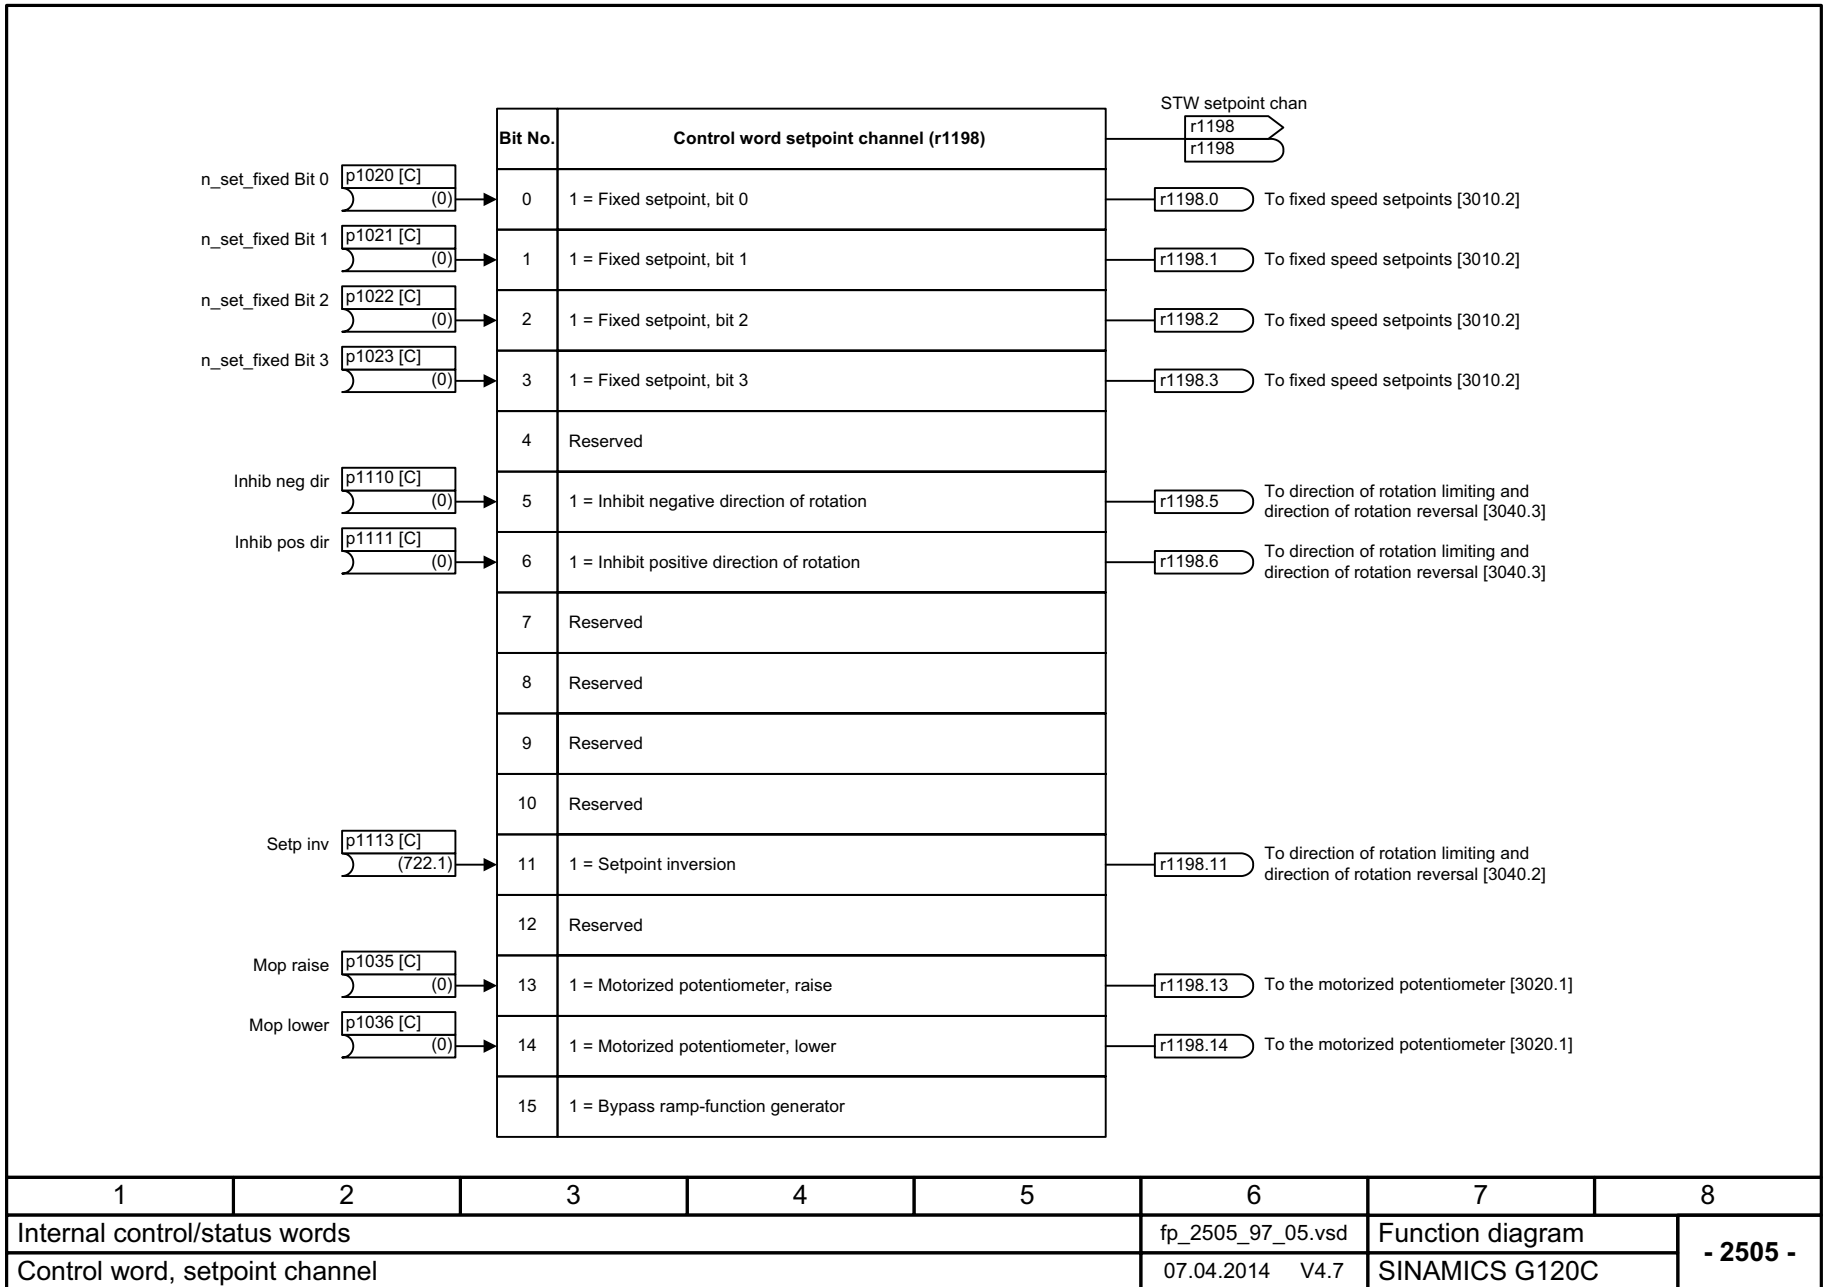 STW setpoint chan
Bit No. Control word setpoint channel (r1198) r1198
r1198
n_set_fixed Bit 0 p1020 [C]
(0) 0 1 = Fixed setpoint, bit 0 r1198.0 To fixed speed setpoints [3010.2]
n_set_fixed Bit 1 p1021 [C]
(0) 1 1 = Fixed setpoint, bit 1 r1198.1 To fixed speed setpoints [3010.2]
n_set_fixed Bit 2 p1022 [C]
(0) 2 1 = Fixed setpoint, bit 2 r1198.2 To fixed speed setpoints [3010.2]
n_set_fixed Bit 3 p1023 [C]
(0) 3 1 = Fixed setpoint, bit 3 r1198.3 To fixed speed setpoints [3010.2]
4 Reserved
Inhib neg dir p1110 [C]
(0) 5 1 = Inhibit negative direction of rotation r1198.5 To direction of rotation limiting and
direction of rotation reversal [3040.3]
Inhib pos dir p1111 [C]
(0) 6 1 = Inhibit positive direction of rotation r1198.6 To direction of rotation limiting and
direction of rotation reversal [3040.3]
7 Reserved
8 Reserved
9 Reserved
10 Reserved
Setp inv p1113 [C]
(722.1) 11 1 = Setpoint inversion r1198.11 To direction of rotation limiting and
direction of rotation reversal [3040.2]
12 Reserved
Mop raise p1035 [C]
(0) 13 1 = Motorized potentiometer, raise r1198.13 To the motorized potentiometer [3020.1]
Mop lower p1036 [C]
(0) 14 1 = Motorized potentiometer, lower r1198.14 To the motorized potentiometer [3020.1]
15 1 = Bypass ramp-function generator
1 2 3 4 5 6 7 8
Internal control/status words fp_2505_97_05.vsd Function diagram - 2505 -
Control word, setpoint channel 07.04.2014 V4.7 SINAMICS G120C